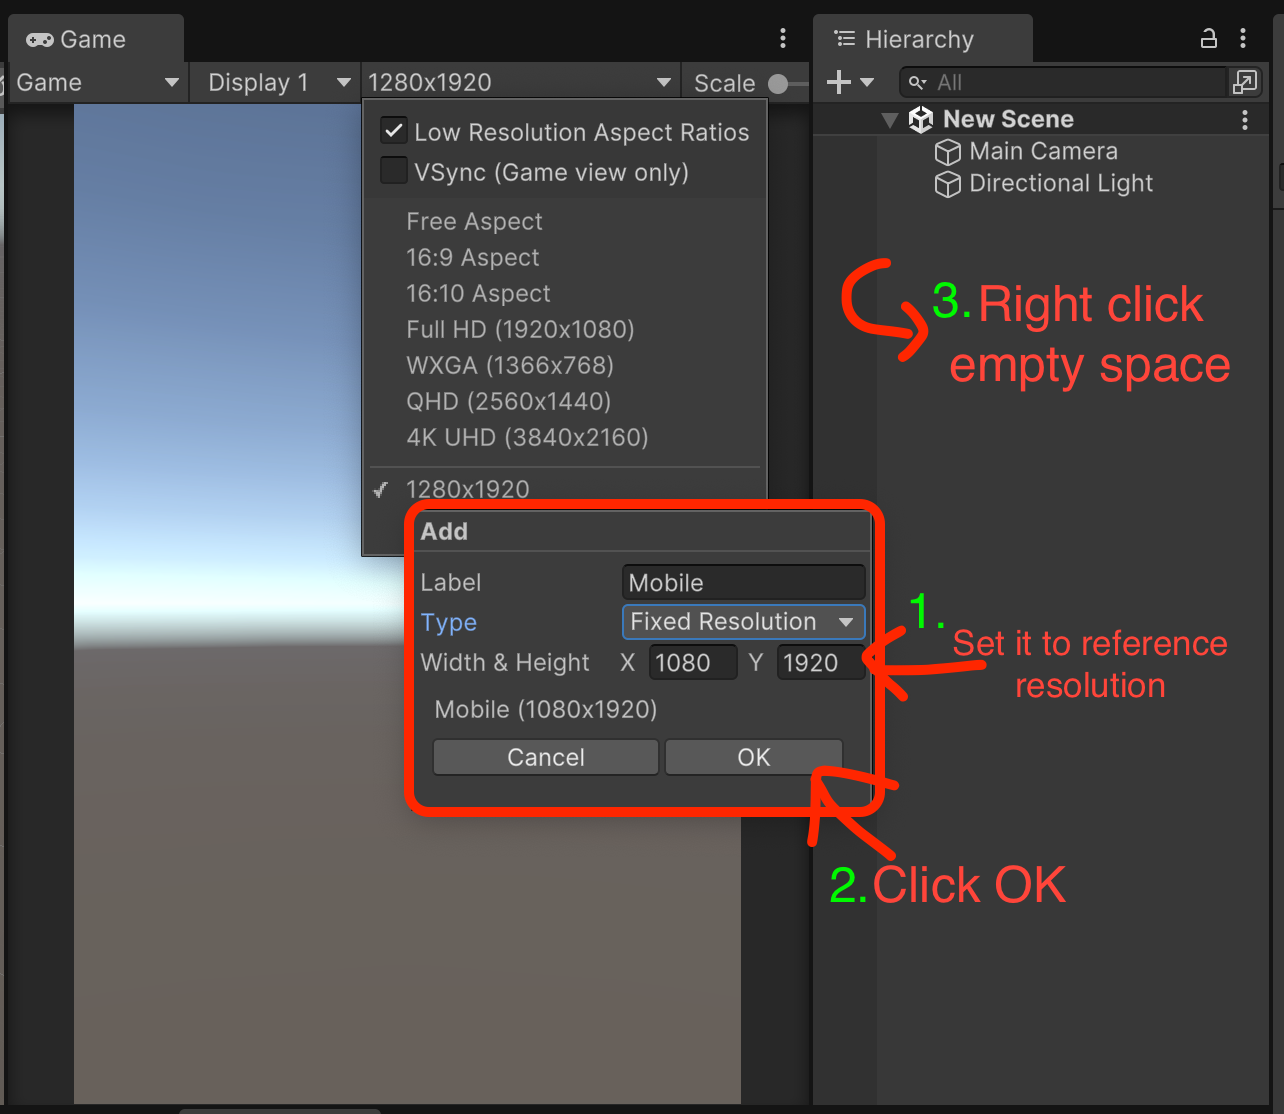 Game
Hierarchy
Game
Display 1
1280x1920
Scale
All
Low Resolution Aspect Ratios
VSync (Game view only)
Free Aspect
16:9 Aspect
16:10 Aspect
Full HD (1920x1080)
WXGA (1366x768)
QHD (2560x1440)
4K UHD (3840x2160)
1280x1920
Add
Label Mobile
Type Fixed Resolution
Width & Height X 1080 Y 1920
Mobile (1080x1920)
Cancel
OK
New Scene
Main Camera
Directional Light
3. Right click
empty space
1. Set it to reference
resolution
2. Click OK